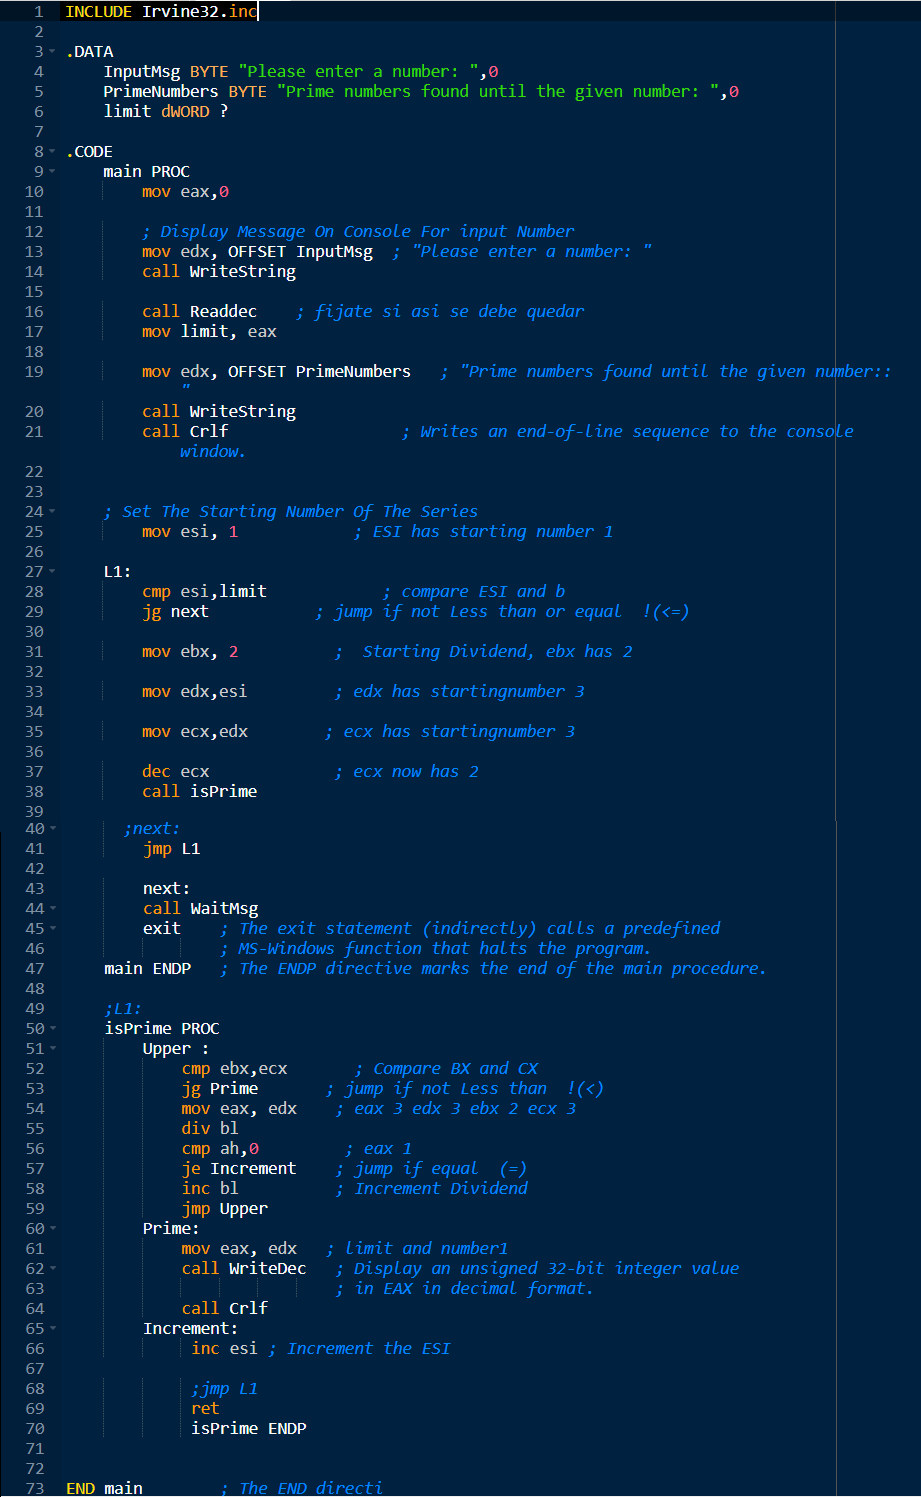 1 INCLUDE Irvine32.inc
2
3 .DATA
4 InputMsg BYTE "Please enter a number: ",0
5 PrimeNumbers BYTE "Prime numbers found until the given number: ",0
6 limit dWORD ?
7
8 .CODE
9 main PROC
10 mov eax,0
11
12 ; Display Message On Console For input Number
13 mov edx, OFFSET InputMsg ; "Please enter a number: "
14 call WriteString
15
16 call Readdec ; fijate si asi se debe quedar
17 mov limit, eax
18
19 mov edx, OFFSET PrimeNumbers ; "Prime numbers found until the given number::
"
20 call WriteString
21 call Crlf ; Writes an end-of-line sequence to the console
window.
22
23
24 ; Set The Starting Number Of The Series
25 mov esi, 1 ; ESI has starting number 1
26
27 L1:
28 cmp esi,limit ; compare ESI and b
29 jg next ; jump if not Less than or equal !(<=)
30
31 mov ebx, 2 ; Starting Dividend, ebx has 2
32
33 mov edx,esi ; edx has startingnumber 3
34
35 mov ecx,edx ; ecx has startingnumber 3
36
37 dec ecx ; ecx now has 2
38 call isPrime
39
40 ;next:
41 jmp L1
42
43 next:
44 call WaitMsg
45 exit ; The exit statement (indirectly) calls a predefined
46 ; MS-Windows function that halts the program.
47 main ENDP ; The ENDP directive marks the end of the main procedure.
48
49 ;L1:
50 isPrime PROC
51 Upper :
52 cmp ebx,ecx ; Compare BX and CX
53 jg Prime ; jump if not Less than !(<)
54 mov eax, edx ; eax 3 edx 3 ebx 2 ecx 3
55 div bl
56 cmp ah,0 ; eax 1
57 je Increment ; jump if equal (=)
58 inc bl ; Increment Dividend
59 jmp Upper
60 Prime:
61 mov eax, edx ; limit and number1
62 call WriteDec ; Display an unsigned 32-bit integer value
63 ; in EAX in decimal format.
64 call Crlf
65 Increment:
66 inc esi ; Increment the ESI
67
68 ;jmp L1
69 ret
70 isPrime ENDP
71
72
73 END main ; The END directi